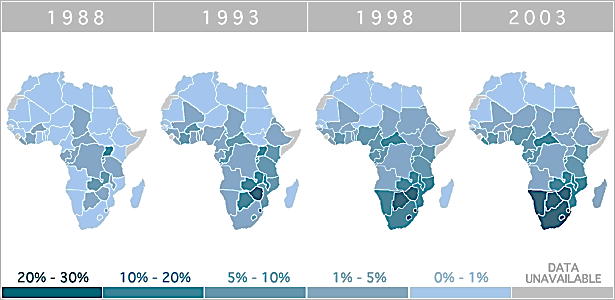 1988 1993 1998 2003
20% - 30% 10% - 20% 5% - 10% 1% - 5% 0% - 1% DATA
UNAVAILABLE